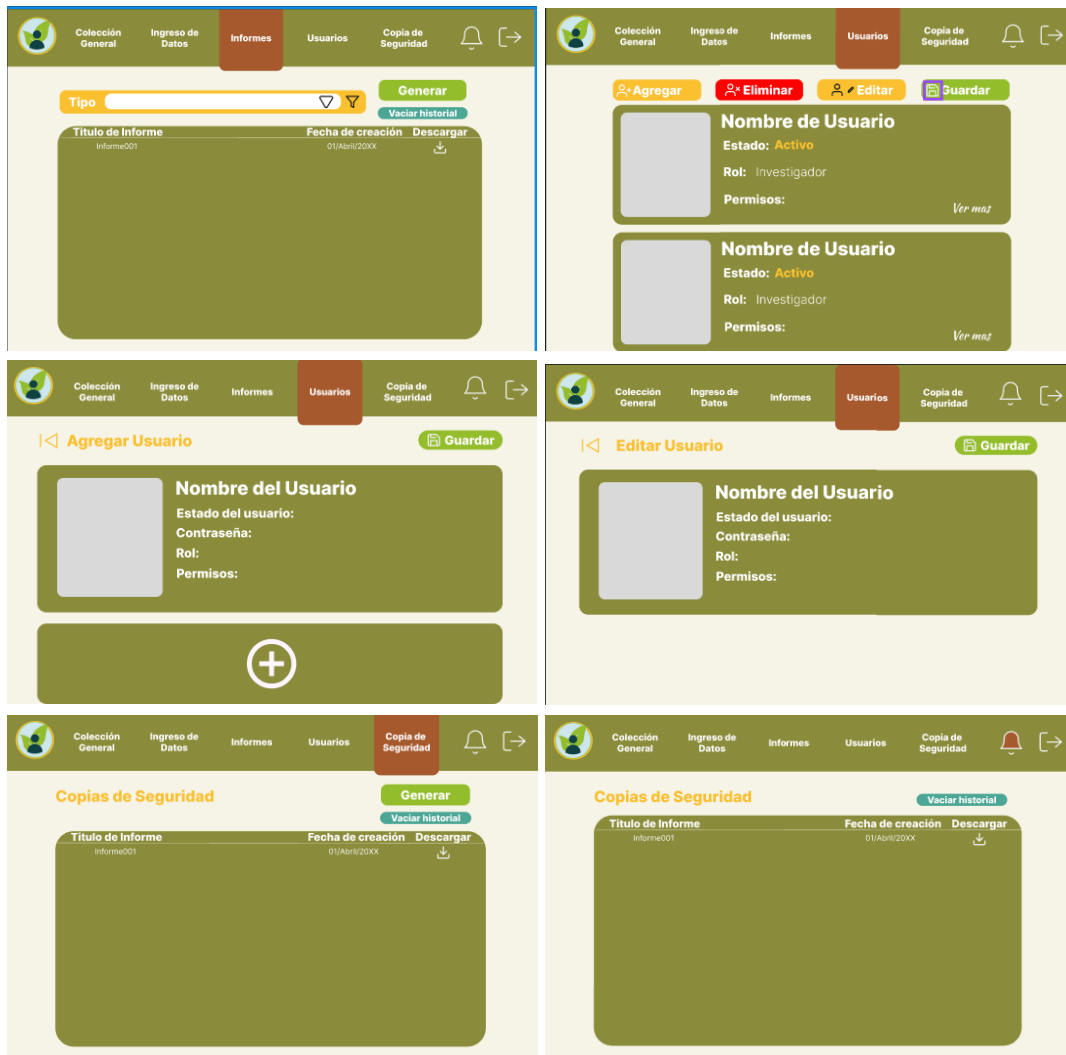 Colección General
Ingreso de Datos
Informes
Usuarios
Copia de Seguridad
Tipo
Generar
Vaciar historial
Titulo de Informe
Fecha de creación
Descargar
Informe001
01/Abril/20XX
Colección General
Ingreso de Datos
Informes
Usuarios
Copia de Seguridad
Agregar
Eliminar
Editar
Guardar
Nombre de Usuario
Estado: Activo
Rol: Investigador
Permisos:
Ver mas
Nombre de Usuario
Estado: Activo
Rol: Investigador
Permisos:
Ver mas
Colección General
Ingreso de Datos
Informes
Usuarios
Copia de Seguridad
Agregar Usuario
Guardar
Nombre del Usuario
Estado del usuario:
Contraseña:
Rol:
Permisos:
Colección General
Ingreso de Datos
Informes
Usuarios
Copia de Seguridad
Editar Usuario
Guardar
Nombre del Usuario
Estado del usuario:
Contraseña:
Rol:
Permisos:
Colección General
Ingreso de Datos
Informes
Usuarios
Copia de Seguridad
Copias de Seguridad
Generar
Vaciar historial
Titulo de Informe
Fecha de creación
Descargar
Informe001
01/Abril/20XX
Colección General
Ingreso de Datos
Informes
Usuarios
Copia de Seguridad
Copias de Seguridad
Vaciar historial
Titulo de Informe
Fecha de creación
Descargar
Informe001
01/Abril/20XX